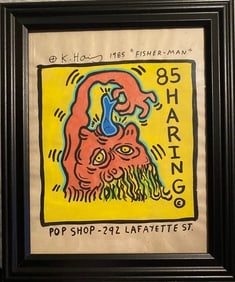 ⊕ K. Haring 1985 "FISHER-MAN"
85
HARING
©
POP SHOP - 292 LAFAYETTE ST.